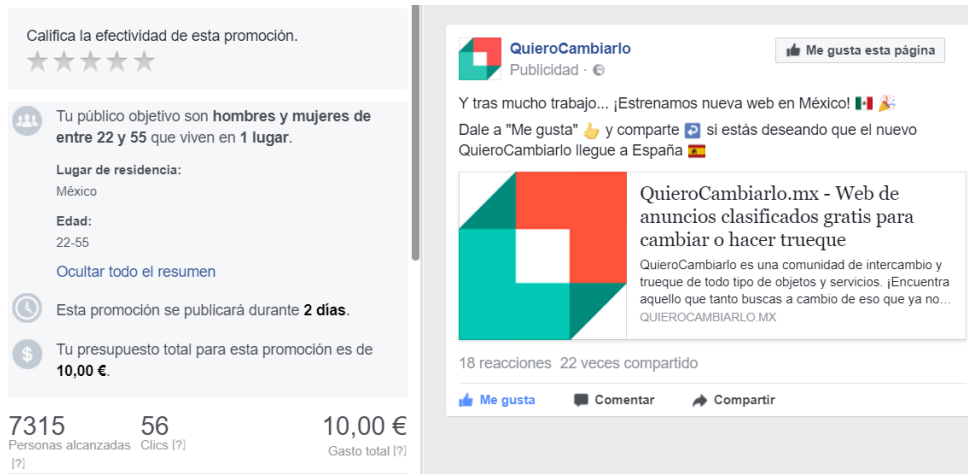 Califica la efectividad de esta promoción.
Tu público objetivo son hombres y mujeres de
entre 22 y 55 que viven en 1 lugar.
Lugar de residencia:
México
Edad:
22-55
Ocultar todo el resumen
Esta promoción se publicará durante 2 días.
Tu presupuesto total para esta promoción es de
10,00 €.
7315
Personas alcanzadas
[?]
56
Clics [?]
10,00 €
Gasto total [?]
QuieroCambiarlo
Publicidad ·
Me gusta esta página
Y tras mucho trabajo... ¡Estrenamos nueva web en México! 🇲🇽 🎉
Dale a "Me gusta" 👍 y comparte ↩️ si estás deseando que el nuevo
QuieroCambiarlo llegue a España 🇪🇸
QuieroCambiarlo.mx - Web de
anuncios clasificados gratis para
cambiar o hacer trueque
QuieroCambiarlo es una comunidad de intercambio y
trueque de todo tipo de objetos y servicios. ¡Encuentra
aquello que tanto buscas a cambio de eso que ya no...
QUIEROCAMBIARLO.MX
18 reacciones 22 veces compartido
Me gusta Comentar Compartir